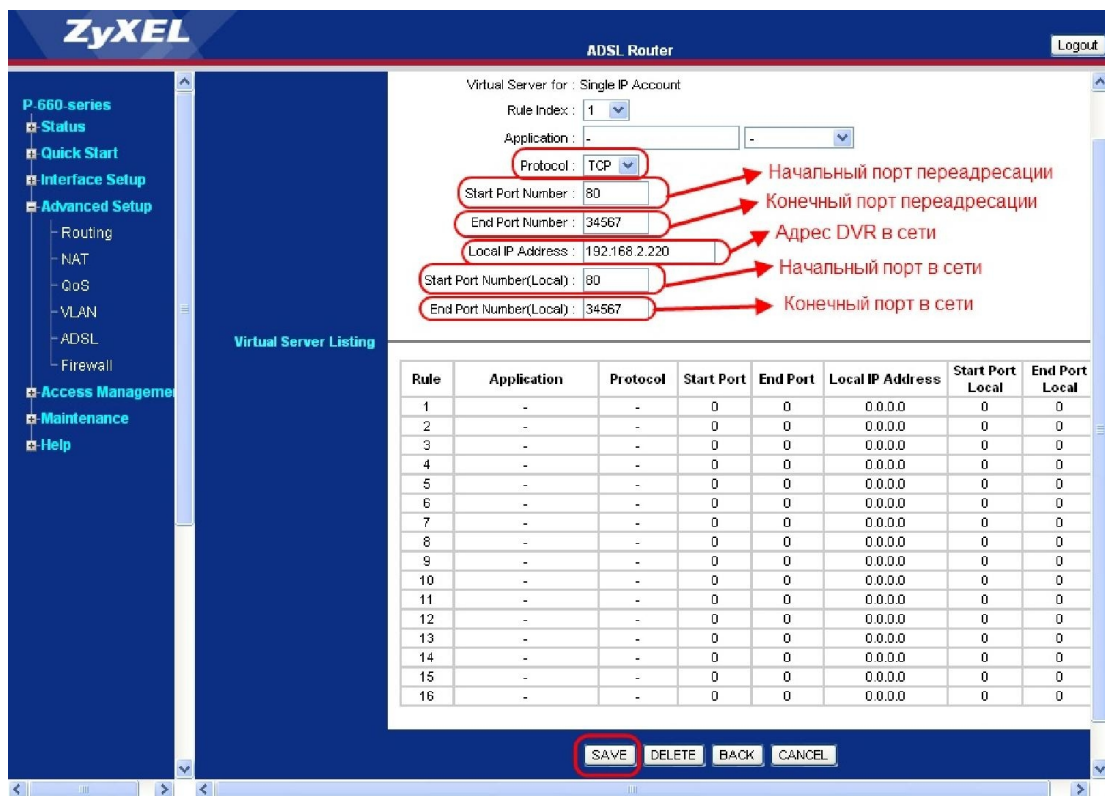 ZyXEL
ADSL Router
Logout
P-660-series
Status
Quick Start
Interface Setup
Advanced Setup
Routing
NAT
QoS
VLAN
ADSL
Firewall
Access Managemen
Maintenance
Help
Virtual Server for : Single IP Account
Rule Index : 1
Application : - -
Protocol : TCP
Start Port Number : 80
Начальный порт переадресации
End Port Number : 34567
Конечный порт переадресации
Local IP Address : 192.168.2.220
Адрес DVR в сети
Start Port Number(Local) : 80
Начальный порт в сети
End Port Number(Local) : 34567
Конечный порт в сети
Virtual Server Listing
Rule Application Protocol Start Port End Port Local IP Address Start Port Local End Port Local
1 - - 0 0 0.0.0.0 0 0
2 - - 0 0 0.0.0.0 0 0
3 - - 0 0 0.0.0.0 0 0
4 - - 0 0 0.0.0.0 0 0
5 - - 0 0 0.0.0.0 0 0
6 - - 0 0 0.0.0.0 0 0
7 - - 0 0 0.0.0.0 0 0
8 - - 0 0 0.0.0.0 0 0
9 - - 0 0 0.0.0.0 0 0
10 - - 0 0 0.0.0.0 0 0
11 - - 0 0 0.0.0.0 0 0
12 - - 0 0 0.0.0.0 0 0
13 - - 0 0 0.0.0.0 0 0
14 - - 0 0 0.0.0.0 0 0
15 - - 0 0 0.0.0.0 0 0
16 - - 0 0 0.0.0.0 0 0
SAVE DELETE BACK CANCEL